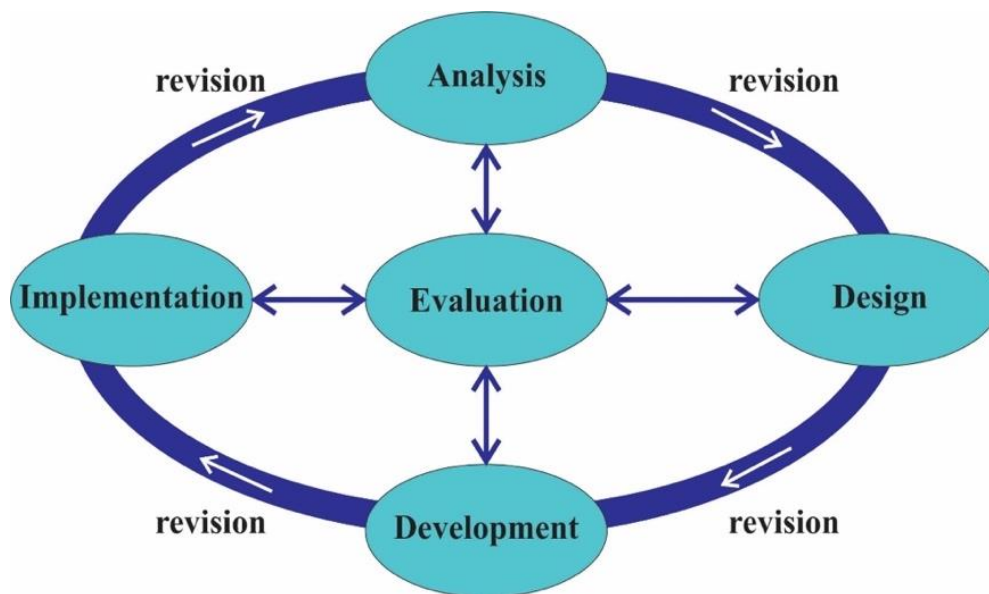 Analysis
revision
revision
Implementation
Evaluation
Design
revision
revision
Development